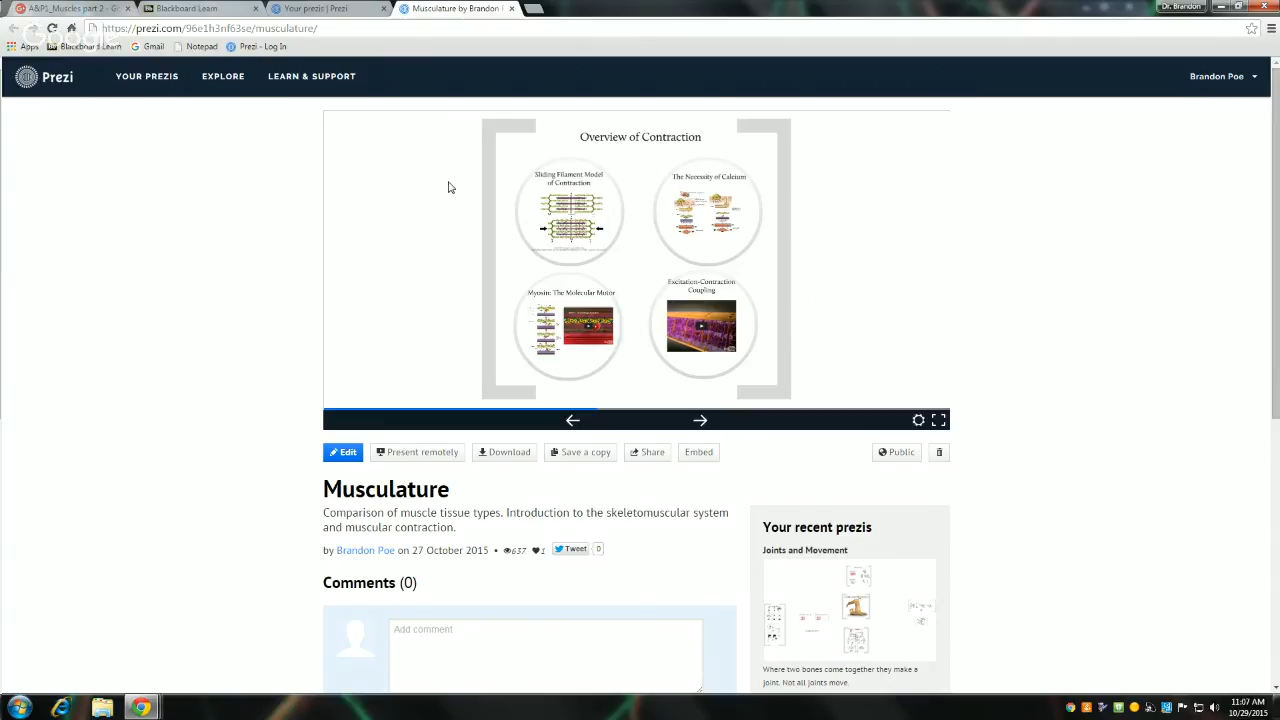 A&P1_Muscles part 2 - Go
Blackboard Learn
Your prezis | Prezi
Musculature by Brandon P
Dr. Brandon
https://prezi.com/96e1h3nf63se/musculature/
Google
Apps
Blackboard Learn
Gmail
Notepad
Prezi - Log In
Prezi
YOUR PREZIS
EXPLORE
LEARN & SUPPORT
Brandon Poe
Overview of Contraction
Sliding Filament Model
of Contraction
The Necessity of Calcium
Myosin: The Molecular Motor
Excitation-Contraction
Coupling
Edit
Present remotely
Download
Save a copy
Share
Embed
Public
Musculature
Comparison of muscle tissue types. Introduction to the skeletomuscular system
and muscular contraction.
by Brandon Poe on 27 October 2015 • 637 1
Tweet
0
Comments (0)
Add comment
Your recent prezis
Joints and Movement
Where two bones come together they make a
joint. Not all joints move.
11:07 AM
10/29/2015